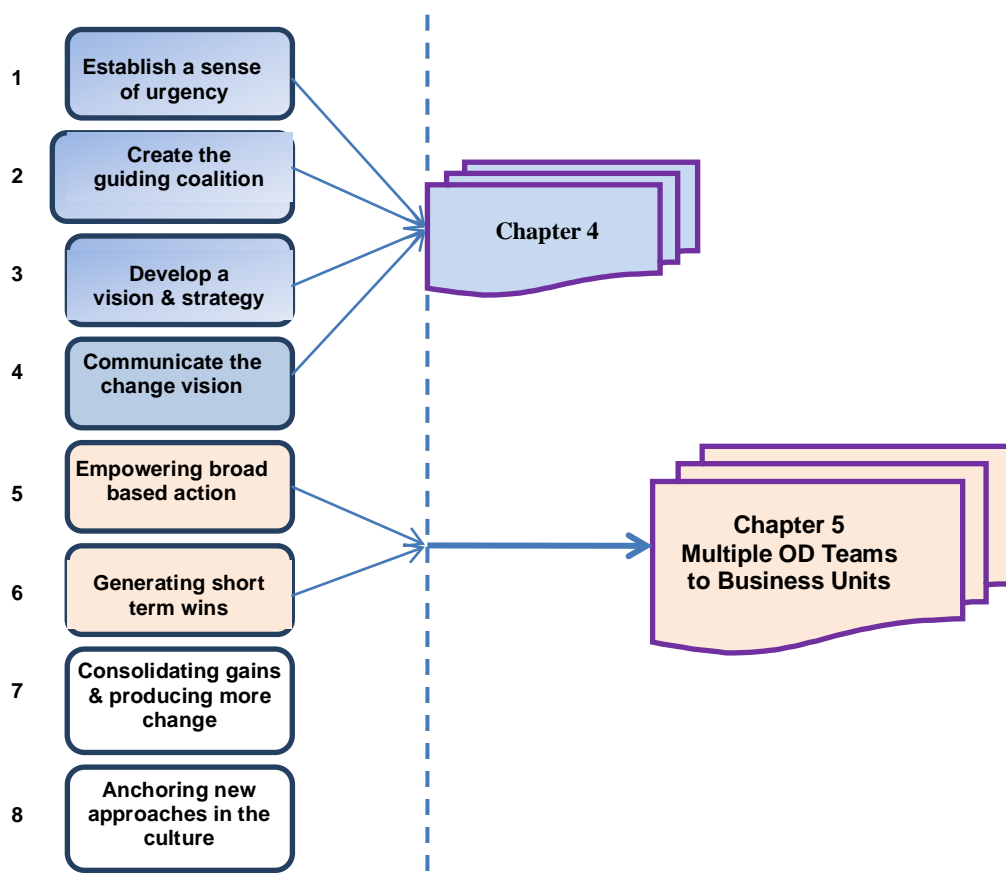 1
Establish a sense
of urgency
2
Create the
guiding coalition
3
Develop a
vision & strategy
4
Communicate the
change vision
5
Empowering broad
based action
6
Generating short
term wins
7
Consolidating gains
& producing more
change
8
Anchoring new
approaches in the
culture
Chapter 4
Chapter 5
Multiple OD Teams
to Business Units